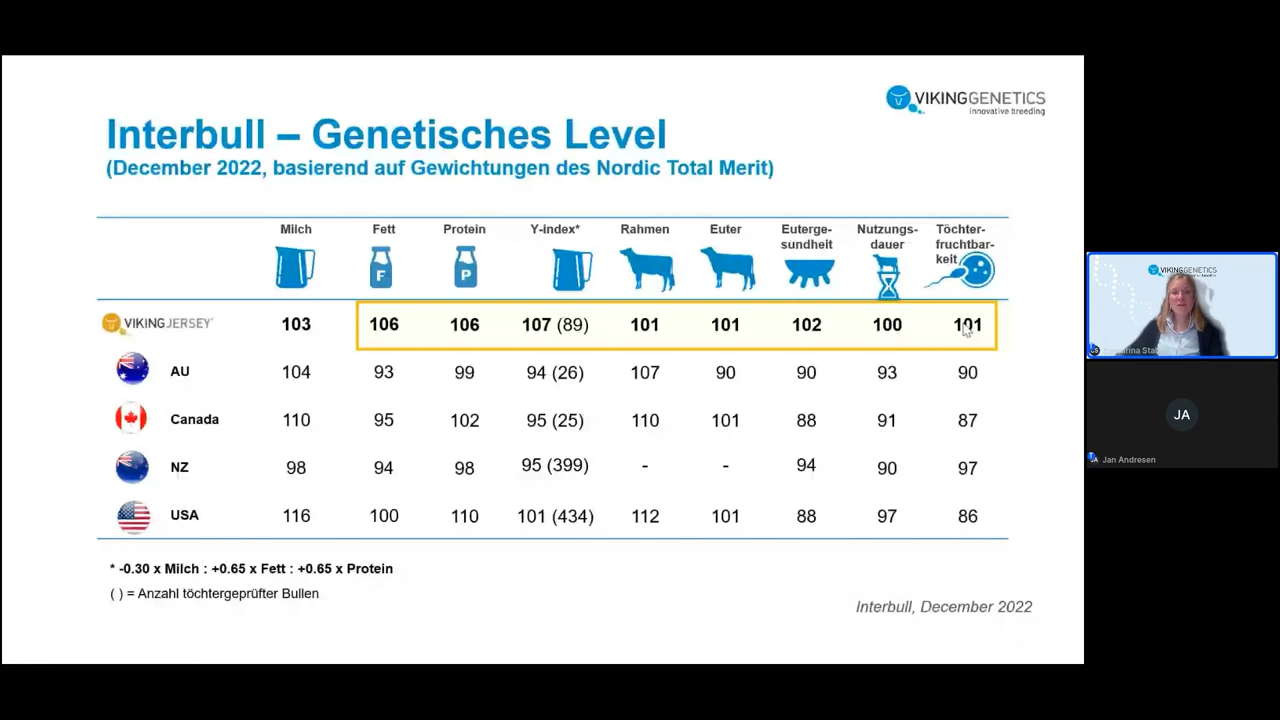 VIKINGGENETICS
innovative breeding
Interbull – Genetisches Level
(December 2022, basierend auf Gewichtungen des Nordic Total Merit)
Milch Fett Protein Y-index* Rahmen Euter Euterge- Nutzungs- Töchter-
sundheit dauer fruchtbar-
keit
F P
VIKINGJERSEY 103 106 106 107 (89) 101 101 102 100 101
AU 104 93 99 94 (26) 107 90 90 93 90
Canada 110 95 102 95 (25) 110 101 88 91 87
NZ 98 94 98 95 (399) - - 94 90 97
USA 116 100 110 101 (434) 112 101 88 97 86
* -0.30 x Milch : +0.65 x Fett : +0.65 x Protein
( ) = Anzahl töchtergeprüfter Bullen
Interbull, December 2022
VIKINGGENETICS
JA
Jan Andresen